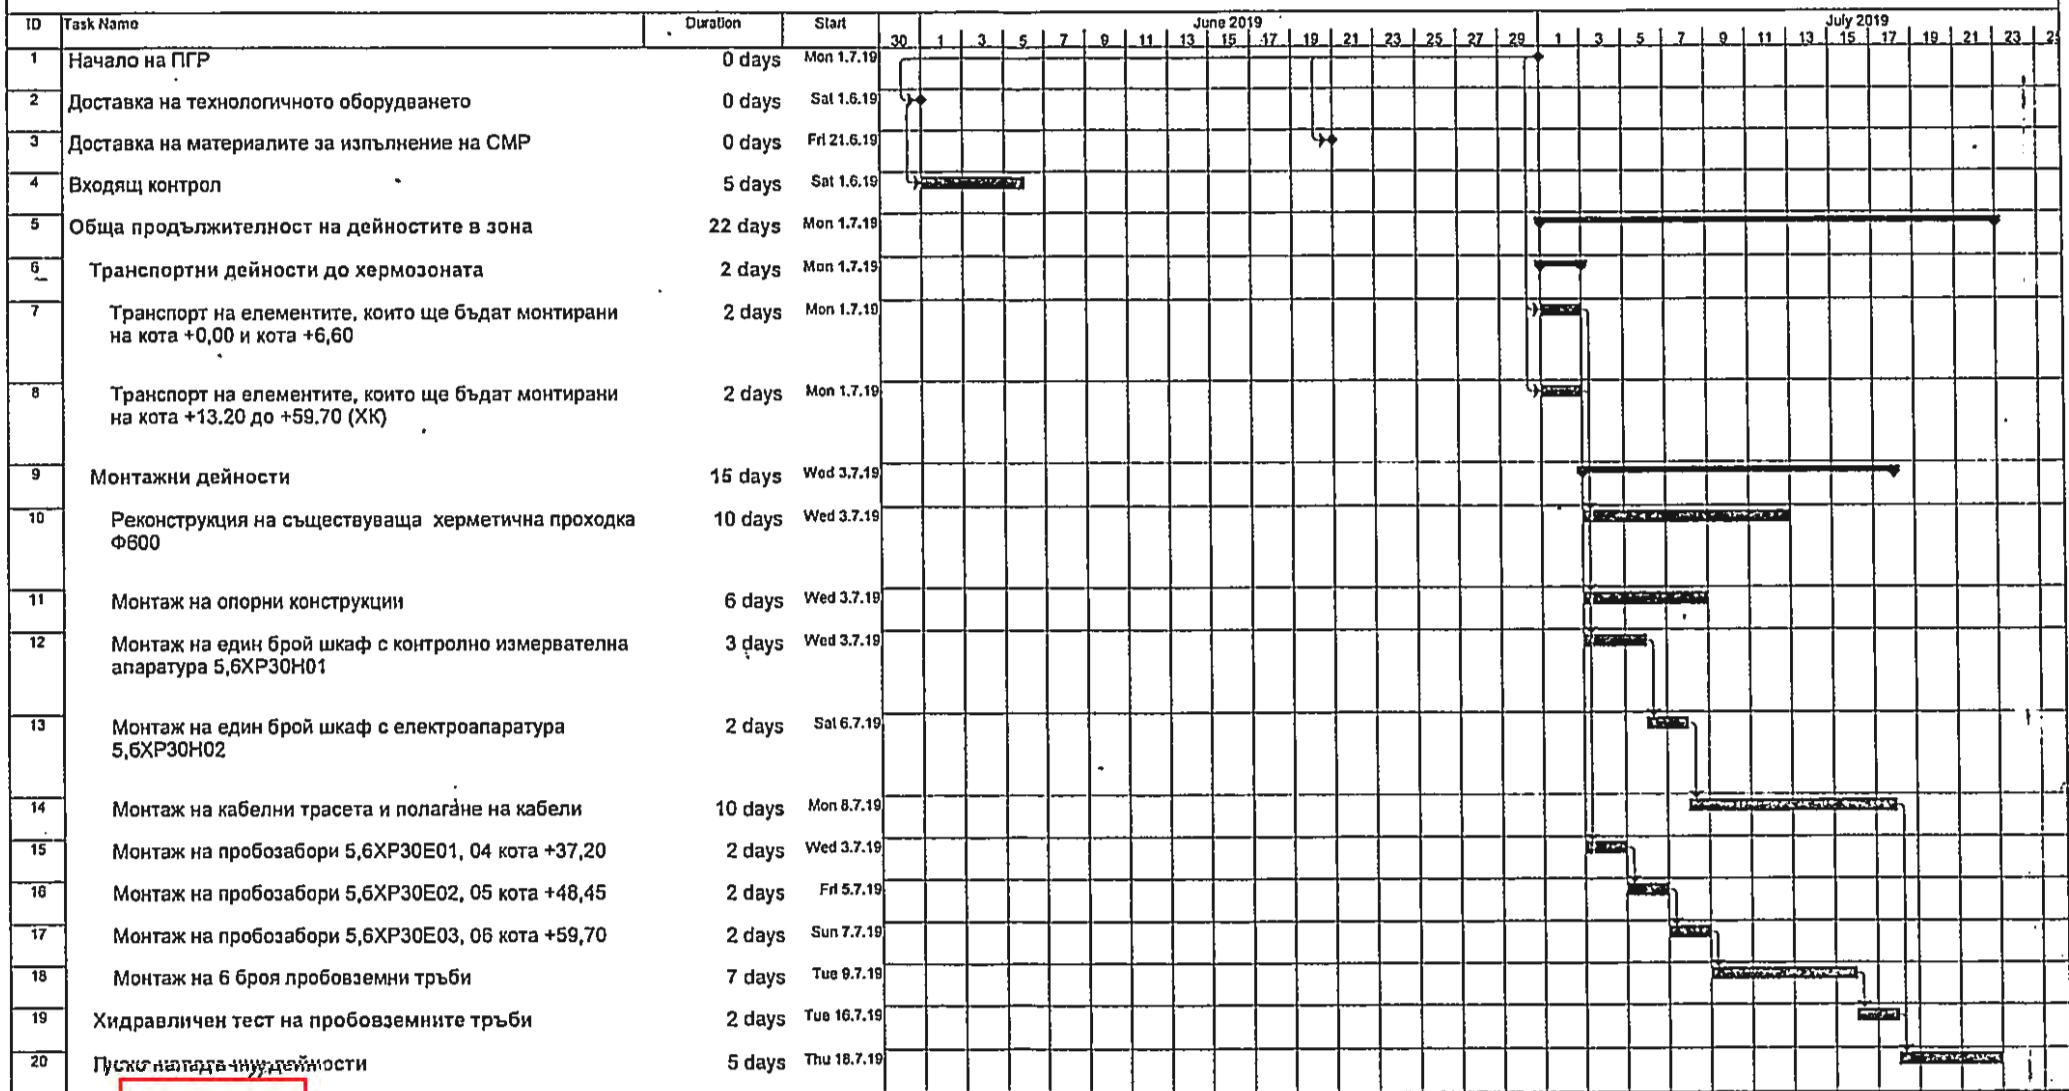 ID Task Name Duration Start June 2019 July 2019
30 1 3 5 7 9 11 13 15 17 19 21 23 25 27 29 1 3 5 7 9 11 13 15 17 19 21 23
1 Начало на ПГР 0 days Mon 1.7.19
2 Доставка на технологичното оборудването 0 days Sat 1.6.19
3 Доставка на материалите за изпълнение на СМР 0 days Fri 21.6.19
4 Входящ контрол 5 days Sat 1.6.19
5 Обща продължителност на дейностите в зона 22 days Mon 1.7.19
6 Транспортни дейности до хермозоната 2 days Mon 1.7.19
7 Транспорт на елементите, които ще бъдат монтирани 2 days Mon 1.7.19
на кота +0,00 и кота +6,60
8 Транспорт на елементите, които ще бъдат монтирани 2 days Mon 1.7.19
на кота +13.20 до +59.70 (ХК)
9 Монтажни дейности 15 days Wed 3.7.19
10 Реконструкция на съществуваща херметична проходка 10 days Wed 3.7.19
Ф600
11 Монтаж на опорни конструкции 6 days Wed 3.7.19
12 Монтаж на един брой шкаф с контролно измервателна 3 days Wed 3.7.19
апаратура 5,6XP30H01
13 Монтаж на един брой шкаф с електроапаратура 2 days Sat 6.7.19
5,6XP30H02
14 Монтаж на кабелни трасета и полагане на кабели 10 days Mon 8.7.19
15 Монтаж на пробозабори 5,6XP30E01, 04 кота +37,20 2 days Wed 3.7.19
16 Монтаж на пробозабори 5,6XP30E02, 05 кота +48,45 2 days Fri 5.7.19
17 Монтаж на пробозабори 5,6XP30E03, 06 кота +59,70 2 days Sun 7.7.19
18 Монтаж на 6 броя пробовземни тръби 7 days Tue 9.7.19
19 Хидравличен тест на пробовземните тръби 2 days Tue 16.7.19
20 дейности 5 days Thu 18.7.19